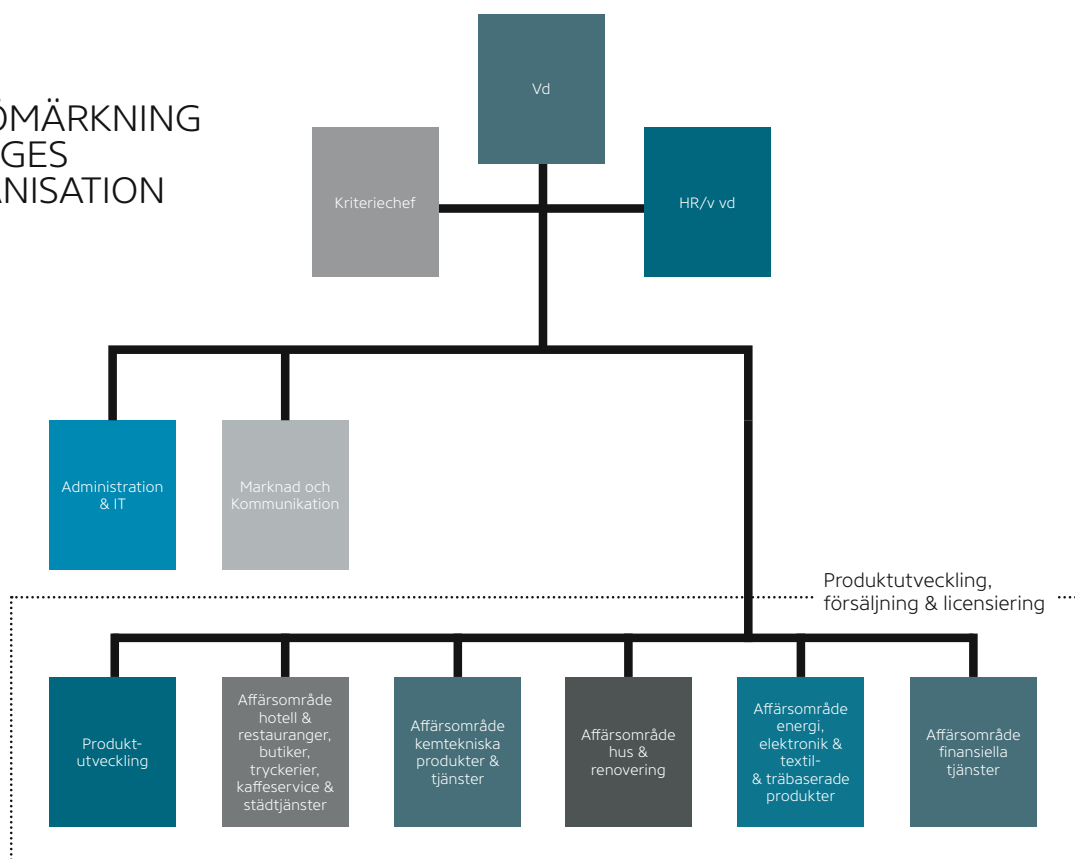 Vd
ÖMÄRKNING
GES
ANISATION
Kriteriechef
HR/v vd
Administration
& IT
Marknad och
Kommunikation
Produktutveckling,
försäljning & licensiering
Produkt-
utveckling
Affärsområde
hotell &
restauranger,
butiker,
tryckerier,
kaffeservice &
städtjänster
Affärsområde
kemtekniska
produkter &
tjänster
Affärsområde
hus &
renovering
Affärsområde
energi,
elektronik &
textil-
& träbaserade
produkter
Affärsområde
finansiella
tjänster